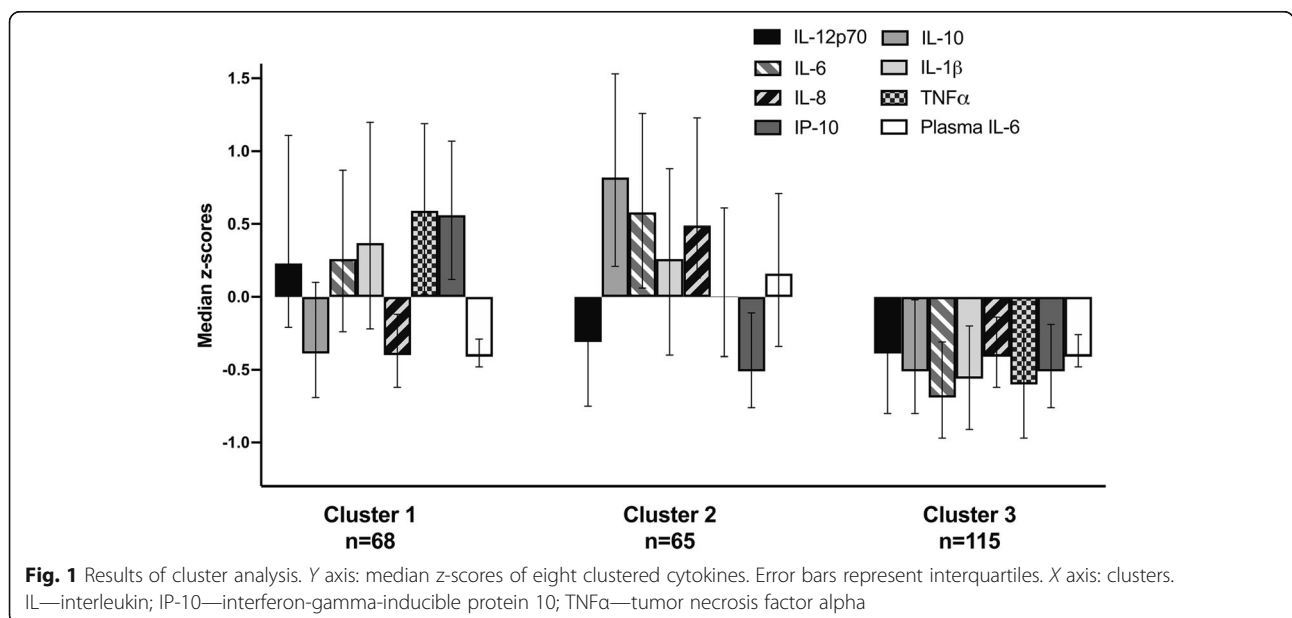 IL-12p70 IL-10
IL-6 IL-1β
IL-8 TNFα
IP-10 Plasma IL-6
Median z-scores
1.5
1.0
0.5
0.0
-0.5
-1.0
Cluster 1 Cluster 2 Cluster 3
n=68 n=65 n=115
Fig. 1 Results of cluster analysis. Y axis: median z-scores of eight clustered cytokines. Error bars represent interquartiles. X axis: clusters.
IL—interleukin; IP-10—interferon-gamma-inducible protein 10; TNFα—tumor necrosis factor alpha